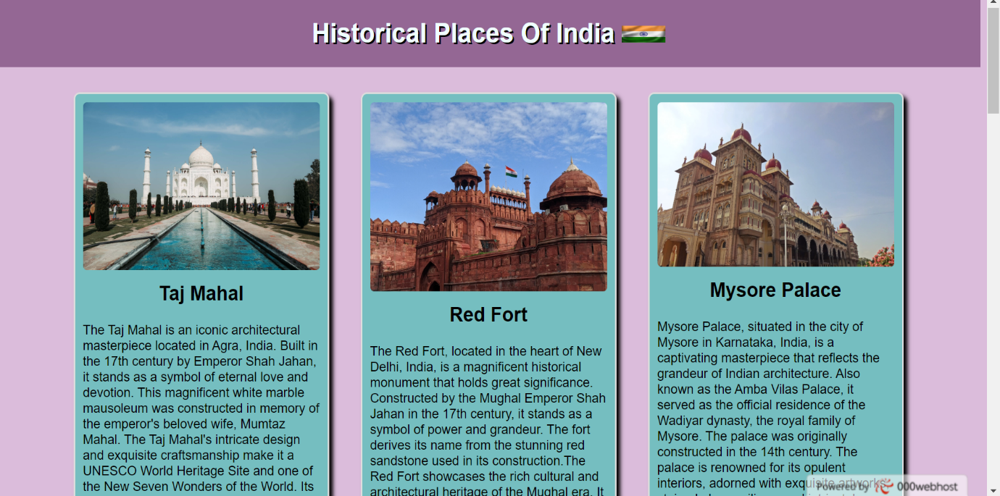 Historical Places Of India
Taj Mahal
The Taj Mahal is an iconic architectural
masterpiece located in Agra, India. Built in
the 17th century by Emperor Shah Jahan,
it stands as a symbol of eternal love and
devotion. This magnificent white marble
mausoleum was constructed in memory of
the emperor's beloved wife, Mumtaz
Mahal. The Taj Mahal's intricate design
and exquisite craftsmanship make it a
UNESCO World Heritage Site and one of
the New Seven Wonders of the World. Its
Red Fort
The Red Fort, located in the heart of New
Delhi, India, is a magnificent historical
monument that holds great significance.
Constructed by the Mughal Emperor Shah
Jahan in the 17th century, it stands as a
symbol of power and grandeur. The fort
derives its name from the stunning red
sandstone used in its construction.The
Red Fort showcases the rich cultural and
architectural heritage of the Mughal era. It
Mysore Palace
Mysore Palace, situated in the city of
Mysore in Karnataka, India, is a
captivating masterpiece that reflects the
grandeur of Indian architecture. Also
known as the Amba Vilas Palace, it
served as the official residence of the
Wadiyar dynasty, the royal family of
Mysore. The palace was originally
constructed in the 14th century. The
palace is renowned for its opulent
interiors, adorned with exquisite artwork
Powered by 000webhost